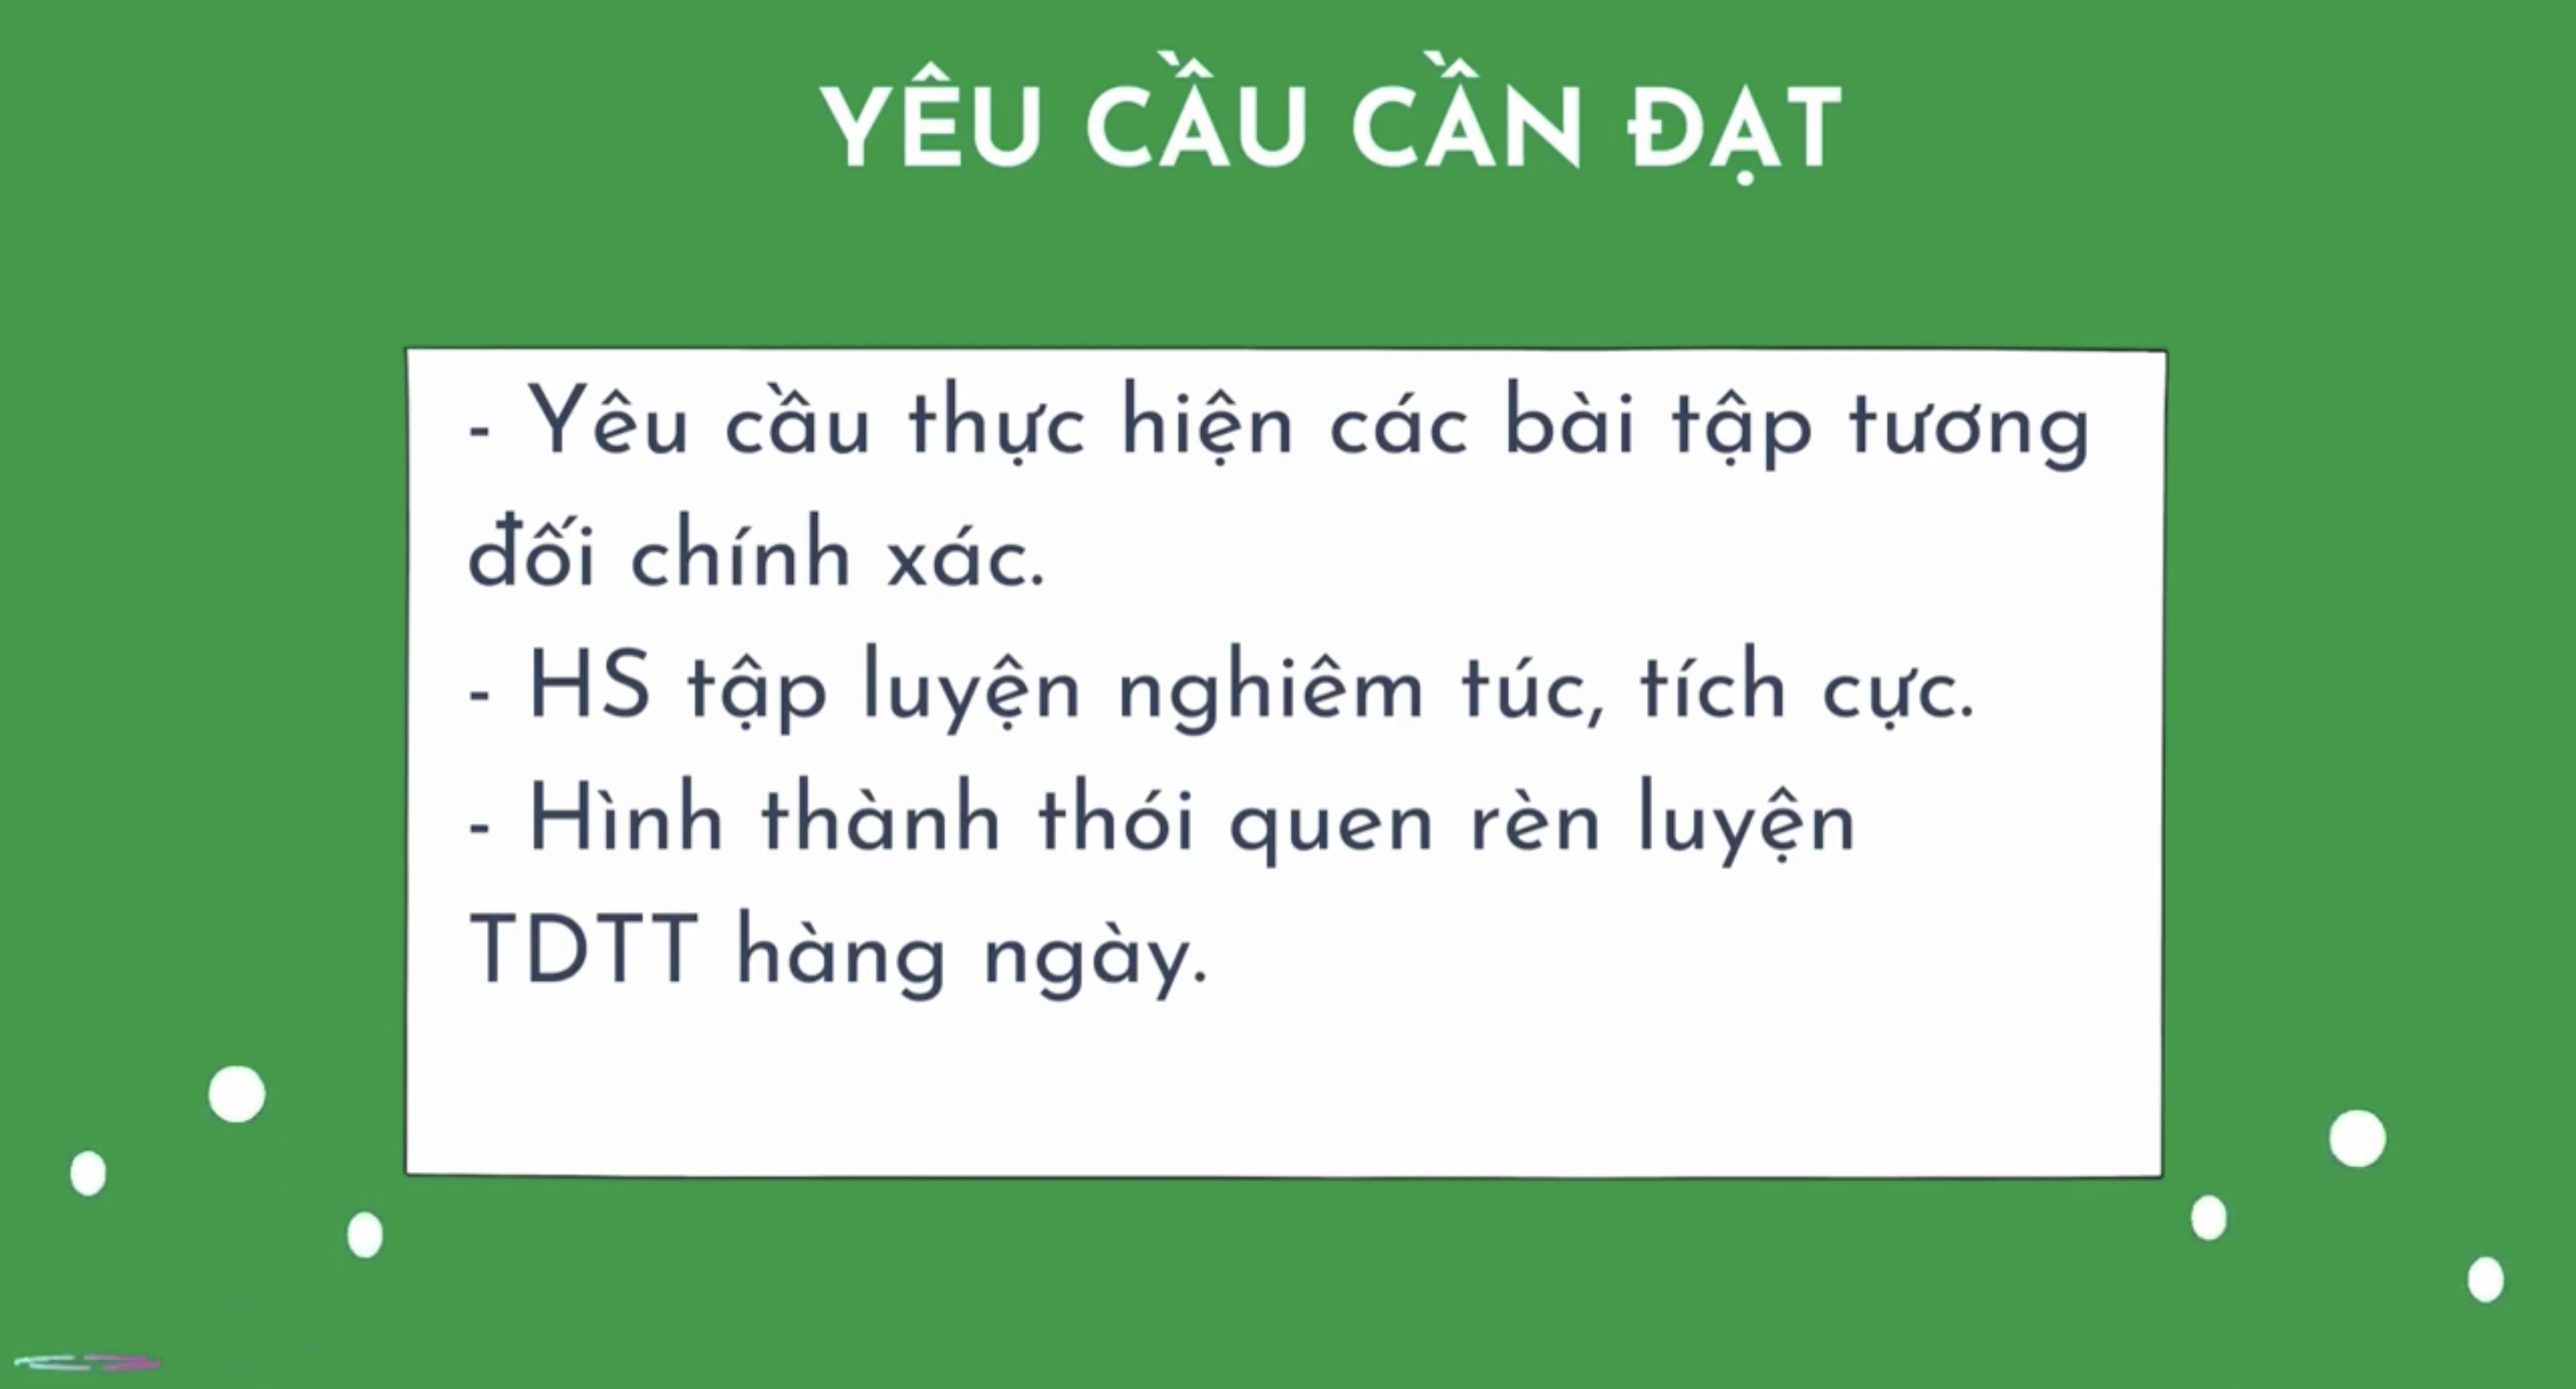 YÊU CẦU CẦN ĐẠT
- Yêu cầu thực hiện các bài tập tương
đối chính xác.
- HS tập luyện nghiêm túc, tích cực.
- Hình thành thói quen rèn luyện
TDTT hàng ngày.